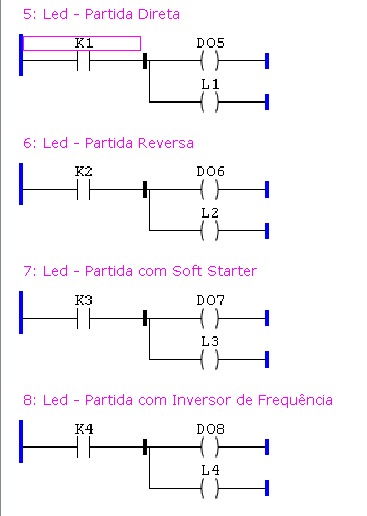 5: Led - Partida Direta
K1 DO5
L1
6: Led - Partida Reversa
K2 DO6
L2
7: Led - Partida com Soft Starter
K3 DO7
L3
8: Led - Partida com Inversor de Frequência
K4 DO8
L4